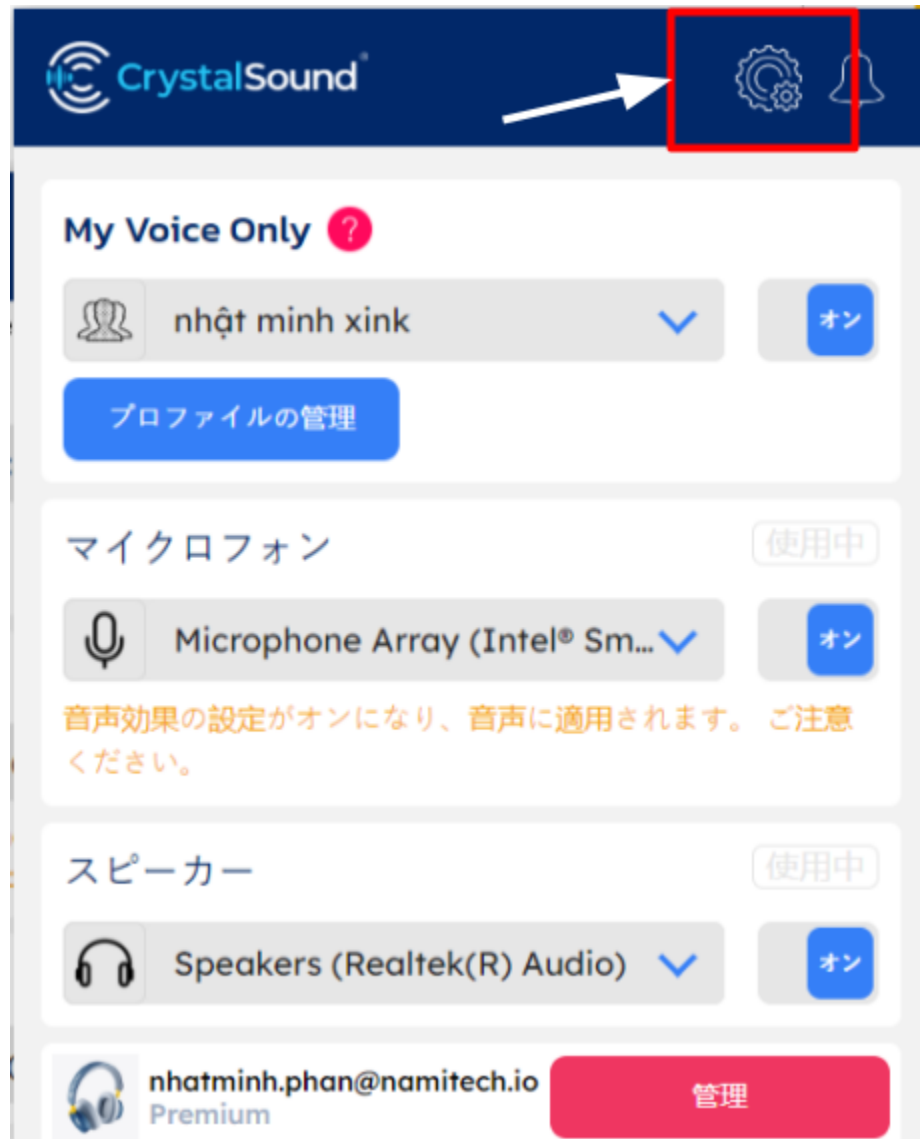 CrystalSound®
My Voice Only ?
nhật minh xink
オン
プロファイルの管理
マイクロフォン
使用中
Microphone Array (Intel® Sm...
オン
音声効果の設定がオンになり、音声に適用されます。 ご注意
ください。
スピーカー
使用中
Speakers (Realtek(R) Audio)
オン
nhatminh.phan@namitech.io
Premium
管理